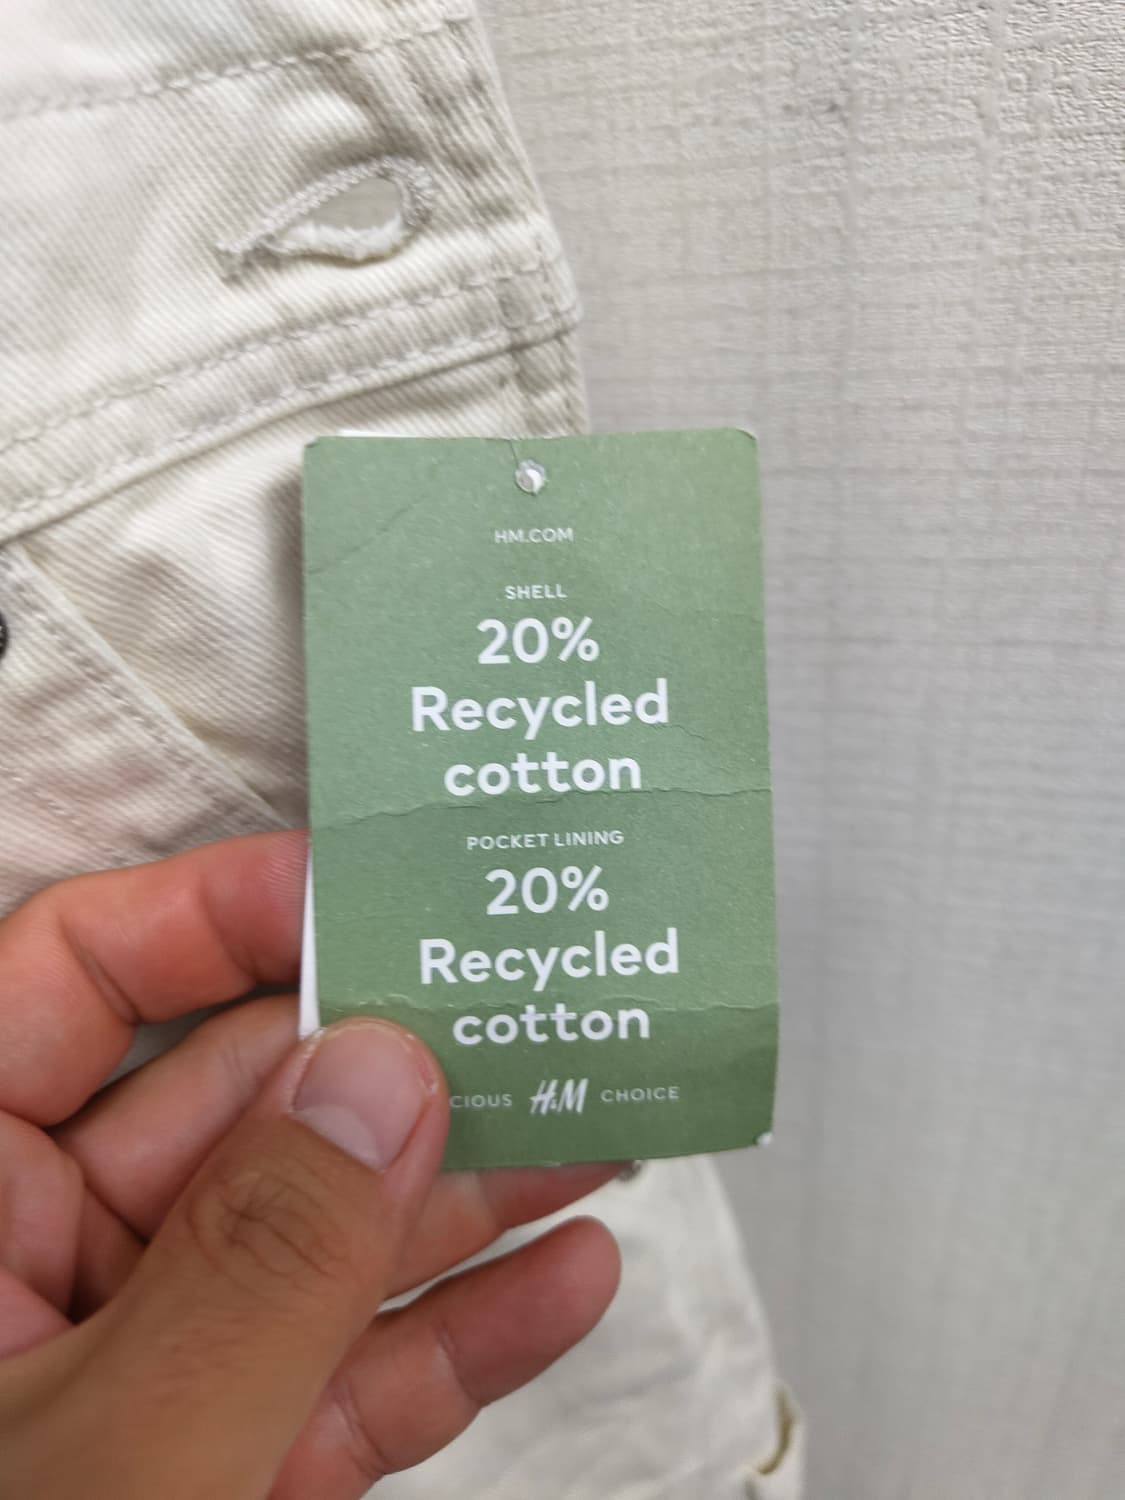 HM.COM
SHELL
20%
Recycled
cotton
POCKET LINING
20%
Recycled
cotton
CIOUS H&M CHOICE